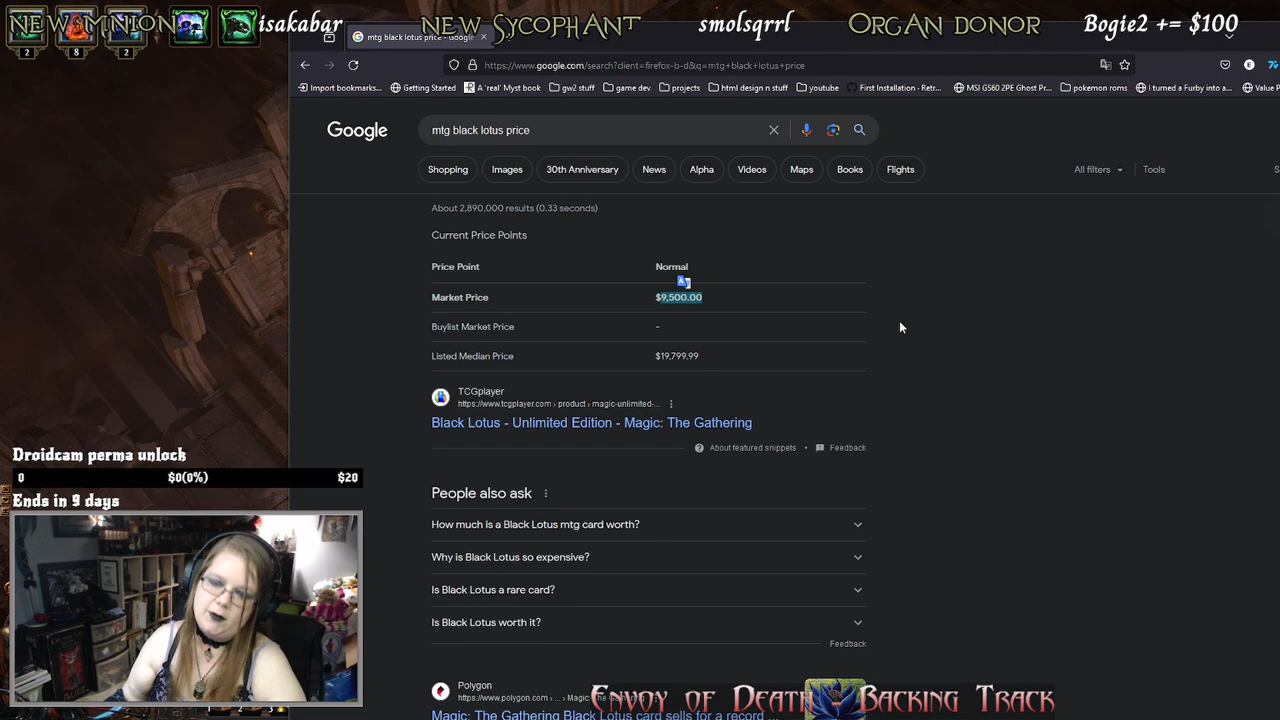 NEW MINION
isakabar
NEW SYCOPHANT
smolsqrrl
ORGAN DONOR
Bogie2 += $100
2
8
2
mtg black lotus price - Google
https://www.google.com/search?client=firefox-b-d&q=mtg+black+lotus+price
Import bookmarks...
Getting Started
A 'real' Myst book
gw2 stuff
game dev
projects
html design n stuff
youtube
First Installation - Retr...
MSI GS60 2PE Ghost Pr...
pokemon roms
I turned a Furby into a...
Value P
Google
mtg black lotus price
Shopping
Images
30th Anniversary
News
Alpha
Videos
Maps
Books
Flights
All filters
Tools
S
About 2,890,000 results (0.33 seconds)
Current Price Points
Price Point
Normal
Market Price
$9,500.00
Buylist Market Price
-
Listed Median Price
$19,799.99
TCGplayer
https://www.tcgplayer.com › product › magic-unlimited-...
Black Lotus - Unlimited Edition - Magic: The Gathering
About featured snippets
•
Feedback
People also ask
How much is a Black Lotus mtg card worth?
Why is Black Lotus so expensive?
Is Black Lotus a rare card?
Is Black Lotus worth it?
Feedback
Polygon
https://www.polygon.com › ... › Magic: The
Magic: The Gathering Black Lotus card sells for a record ...
Droidcam perma unlock
0
$0(0%)
$20
Ends in 9 days
Envoy of Death
Backing Track